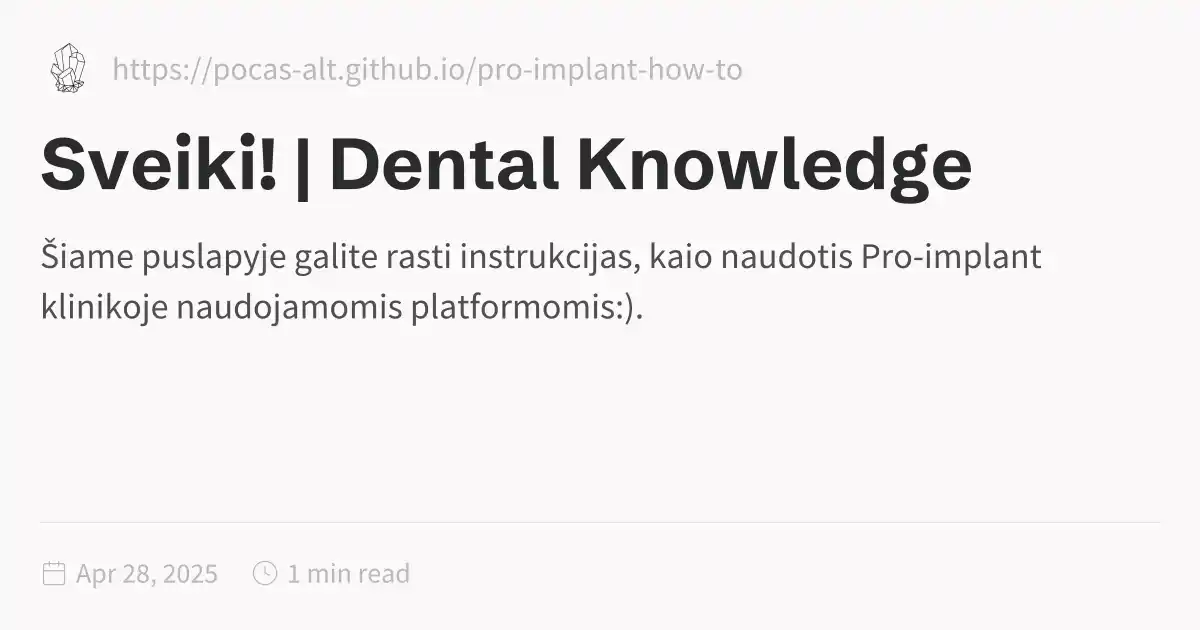 https://pocas-alt.github.io/pro-implant-how-to
Sveiki! | Dental Knowledge
Šiame puslapyje galite rasti instrukcijas, kaio naudotis Pro-implant
klinikoje naudojamomis platformomis:).
Apr 28, 2025 1 min read